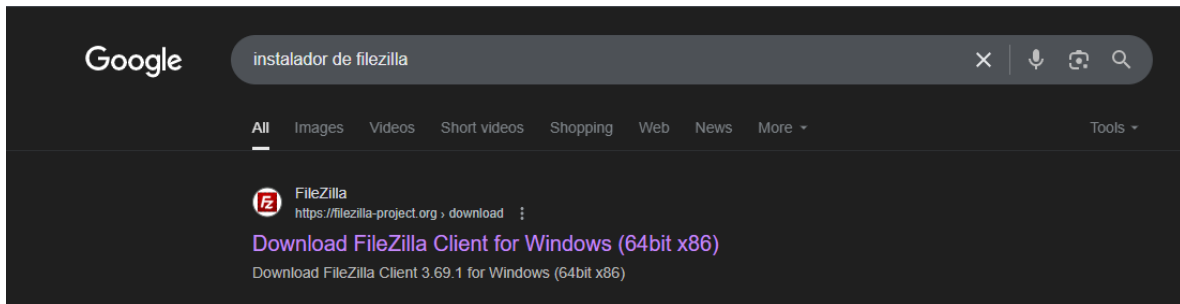 Google
instalador de filezilla
All Images Videos Short videos Shopping Web News More Tools
Fz
FileZilla
https://filezilla-project.org › download
Download FileZilla Client for Windows (64bit x86)
Download FileZilla Client 3.69.1 for Windows (64bit x86)